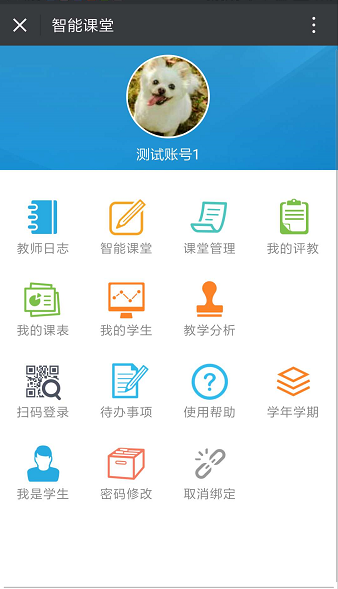 智能课堂
测试账号1
教师日志 智能课堂 课堂管理 我的评教
我的课表 我的学生 教学分析
扫码登录 待办事项 使用帮助 学年学期
我是学生 密码修改 取消绑定